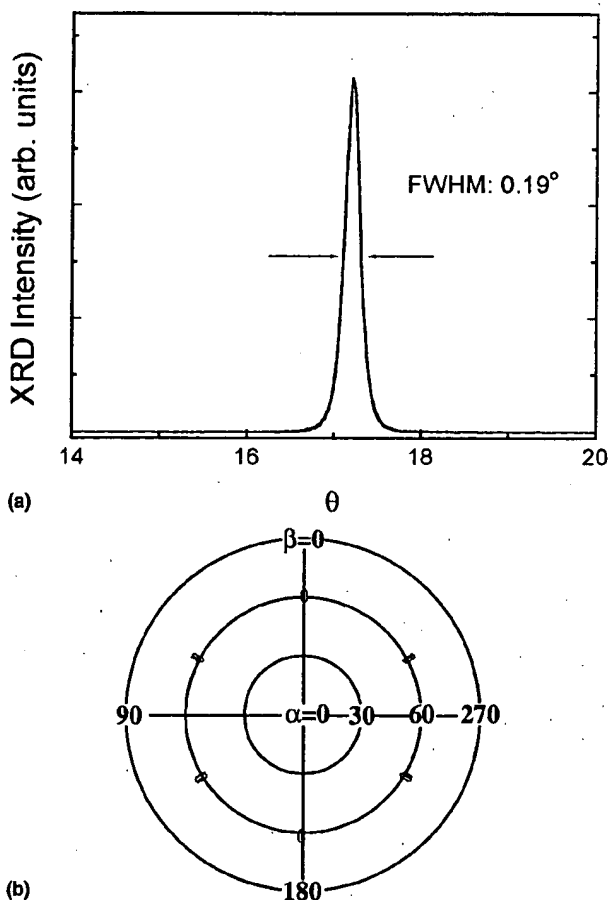 XRD Intensity (arb. units)
FWHM: 0.19°
14 16 18 20
(a) θ
β=0
90 α=0 30 60 270
180
(b)